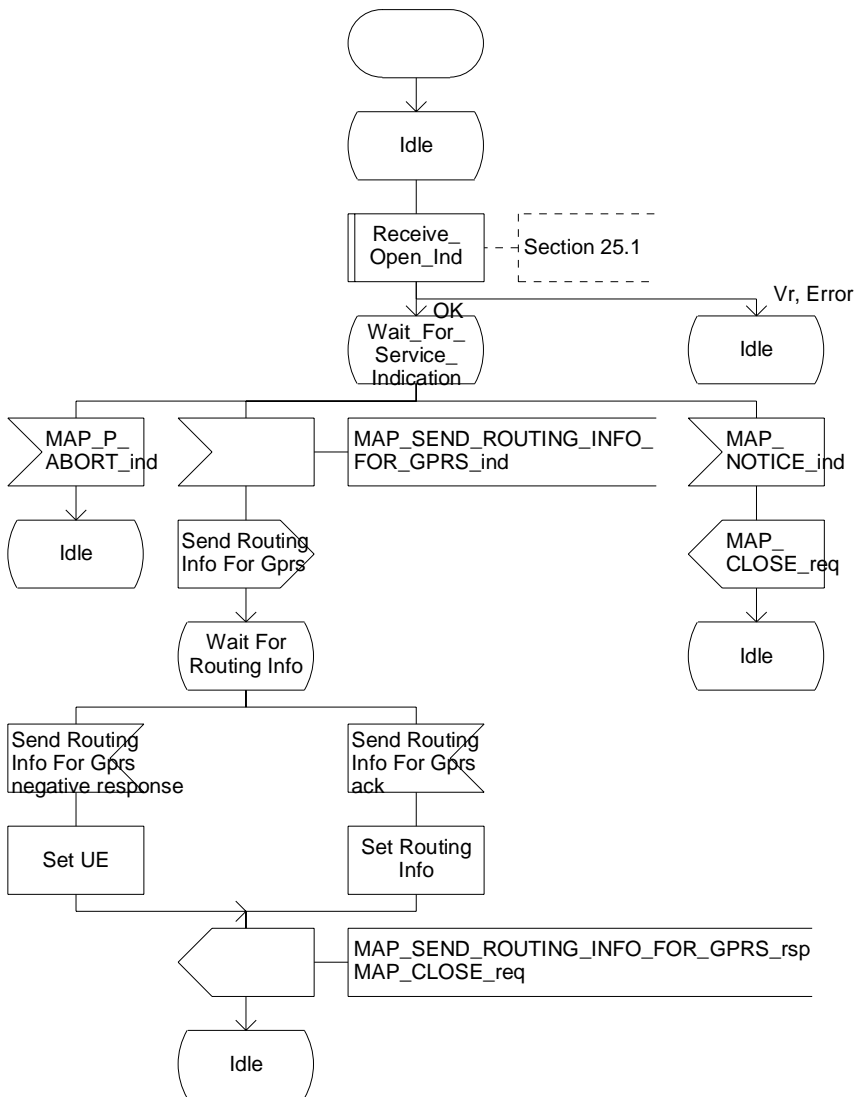 Idle
Receive_
Open_Ind
Section 25.1
Vr, Error
OK
Wait_For_
Service_
Indication
Idle
MAP_P_
ABORT_ind
MAP_SEND_ROUTING_INFO_
FOR_GPRS_ind
MAP_
NOTICE_ind
Idle
Send Routing
Info For Gprs
MAP_
CLOSE_req
Wait For
Routing Info
Idle
Send Routing
Info For Gprs
negative response
Send Routing
Info For Gprs
ack
Set UE
Set Routing
Info
MAP_SEND_ROUTING_INFO_FOR_GPRS_rsp
MAP_CLOSE_req
Idle